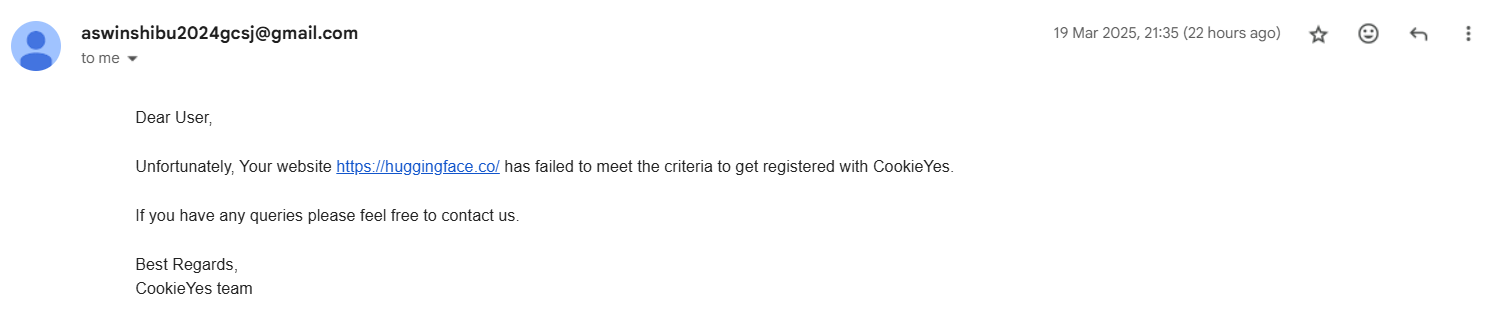 aswinshibu2024gcsj@gmail.com 19 Mar 2025, 21:35 (22 hours ago)
to me
Dear User,
Unfortunately, Your website https://huggingface.co/ has failed to meet the criteria to get registered with CookieYes.
If you have any queries please feel free to contact us.
Best Regards,
CookieYes team